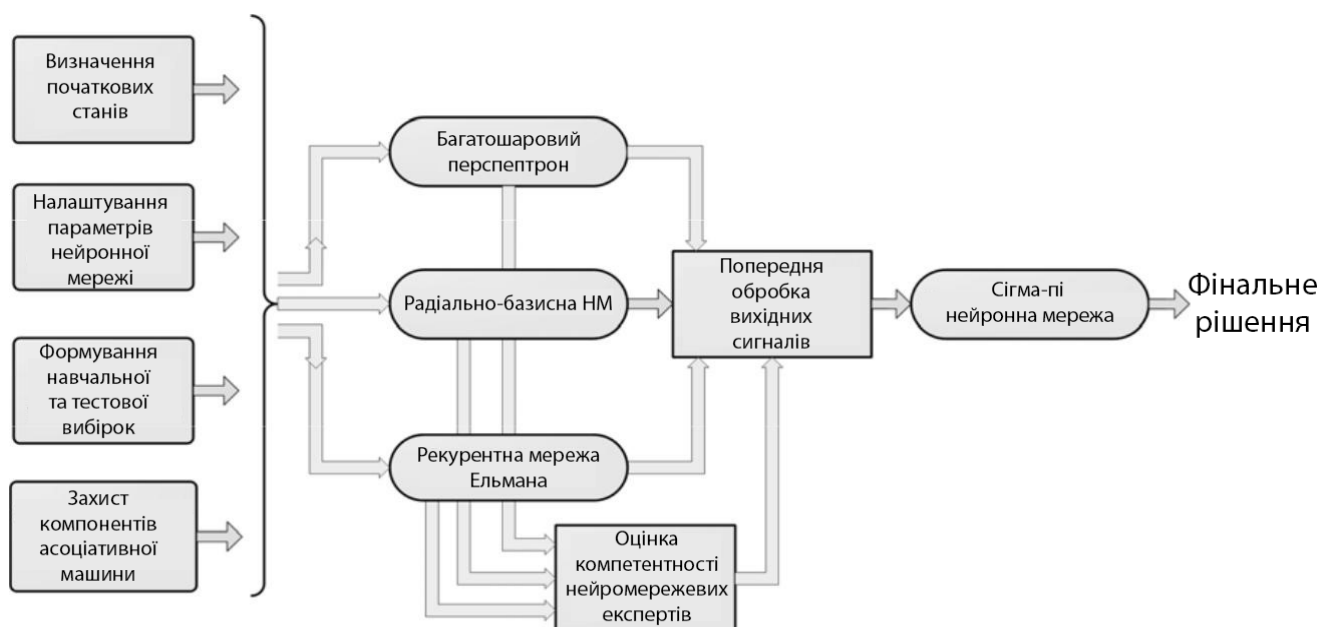 Визначення
початкових
станів
Налаштування
параметрів
нейронної
мережі
Формування
навчальної
та тестової
вибірок
Захист
компонентів
асоціативної
машини
Багатошаровий
перспептрон
Радіально-базисна НМ
Рекурентна мережа
Ельмана
Оцінка
компетентності
нейромережевих
експертів
Попередня
обробка
вихідних
сигналів
Сігма-пі
нейронна мережа
Фінальне
рішення